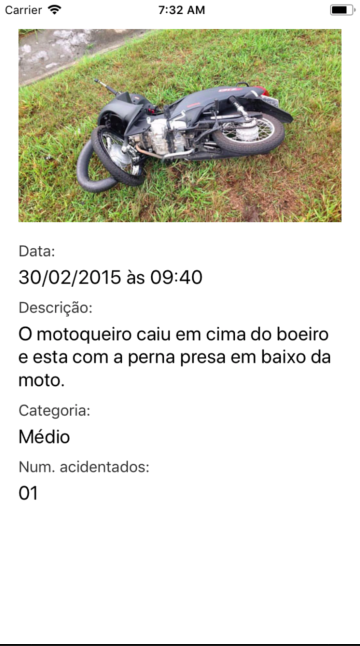 Carrier 7:32 AM
Data:
30/02/2015 às 09:40
Descrição:
O motoqueiro caiu em cima do boeiro
e esta com a perna presa em baixo da
moto.
Categoria:
Médio
Num. acidentados:
01